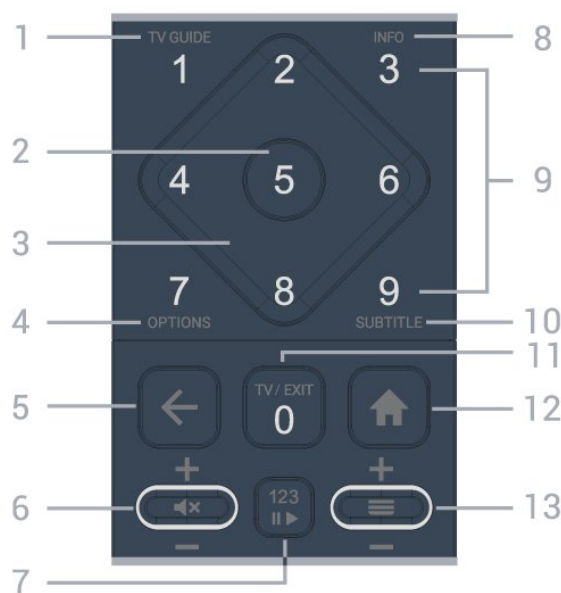 1 TV GUIDE INFO 8
1 2 3
2 9
4 5 6
3
7 8 9
4 OPTIONS SUBTITLE 10
11
TV / EXIT
5 0 12
+ +
6 123 13
- -
7